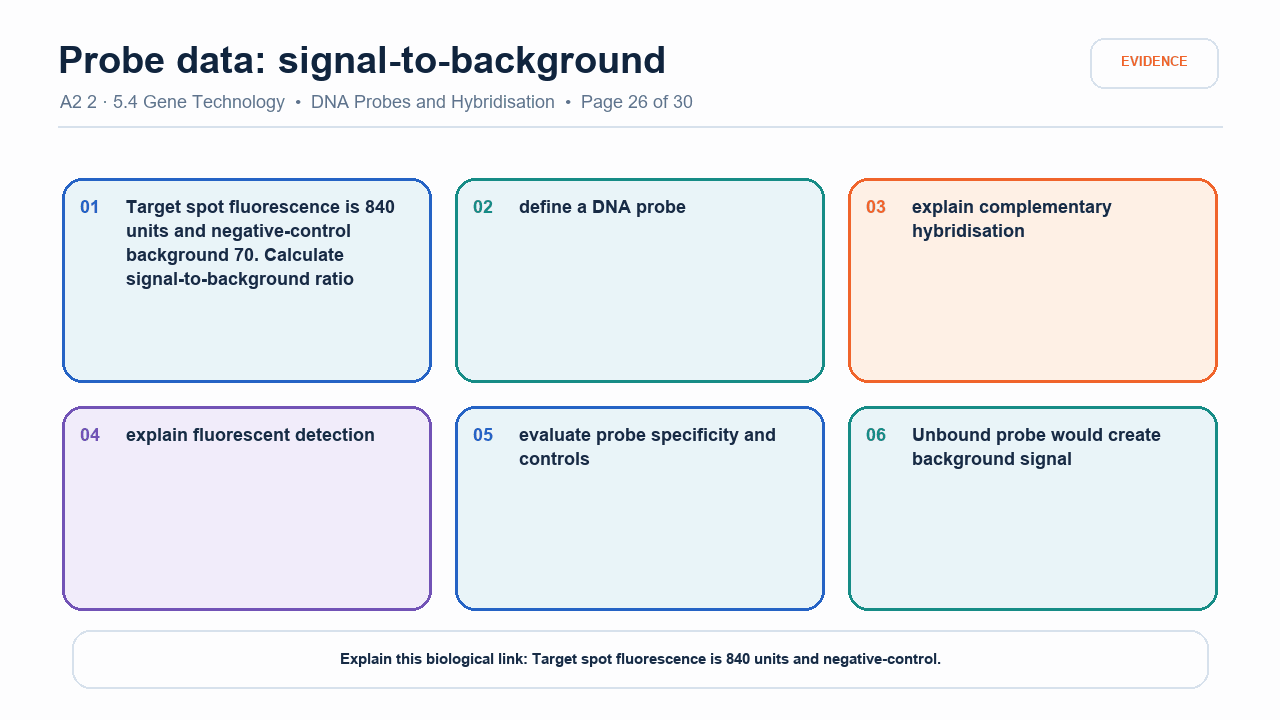 Probe data: signal-to-background
EVIDENCE
A2 2 · 5.4 Gene Technology • DNA Probes and Hybridisation • Page 26 of 30
01 Target spot fluorescence is 840
units and negative-control
background 70. Calculate
signal-to-background ratio
02 define a DNA probe
03 explain complementary
hybridisation
04 explain fluorescent detection
05 evaluate probe specificity and
controls
06 Unbound probe would create
background signal
Explain this biological link: Target spot fluorescence is 840 units and negative-control.